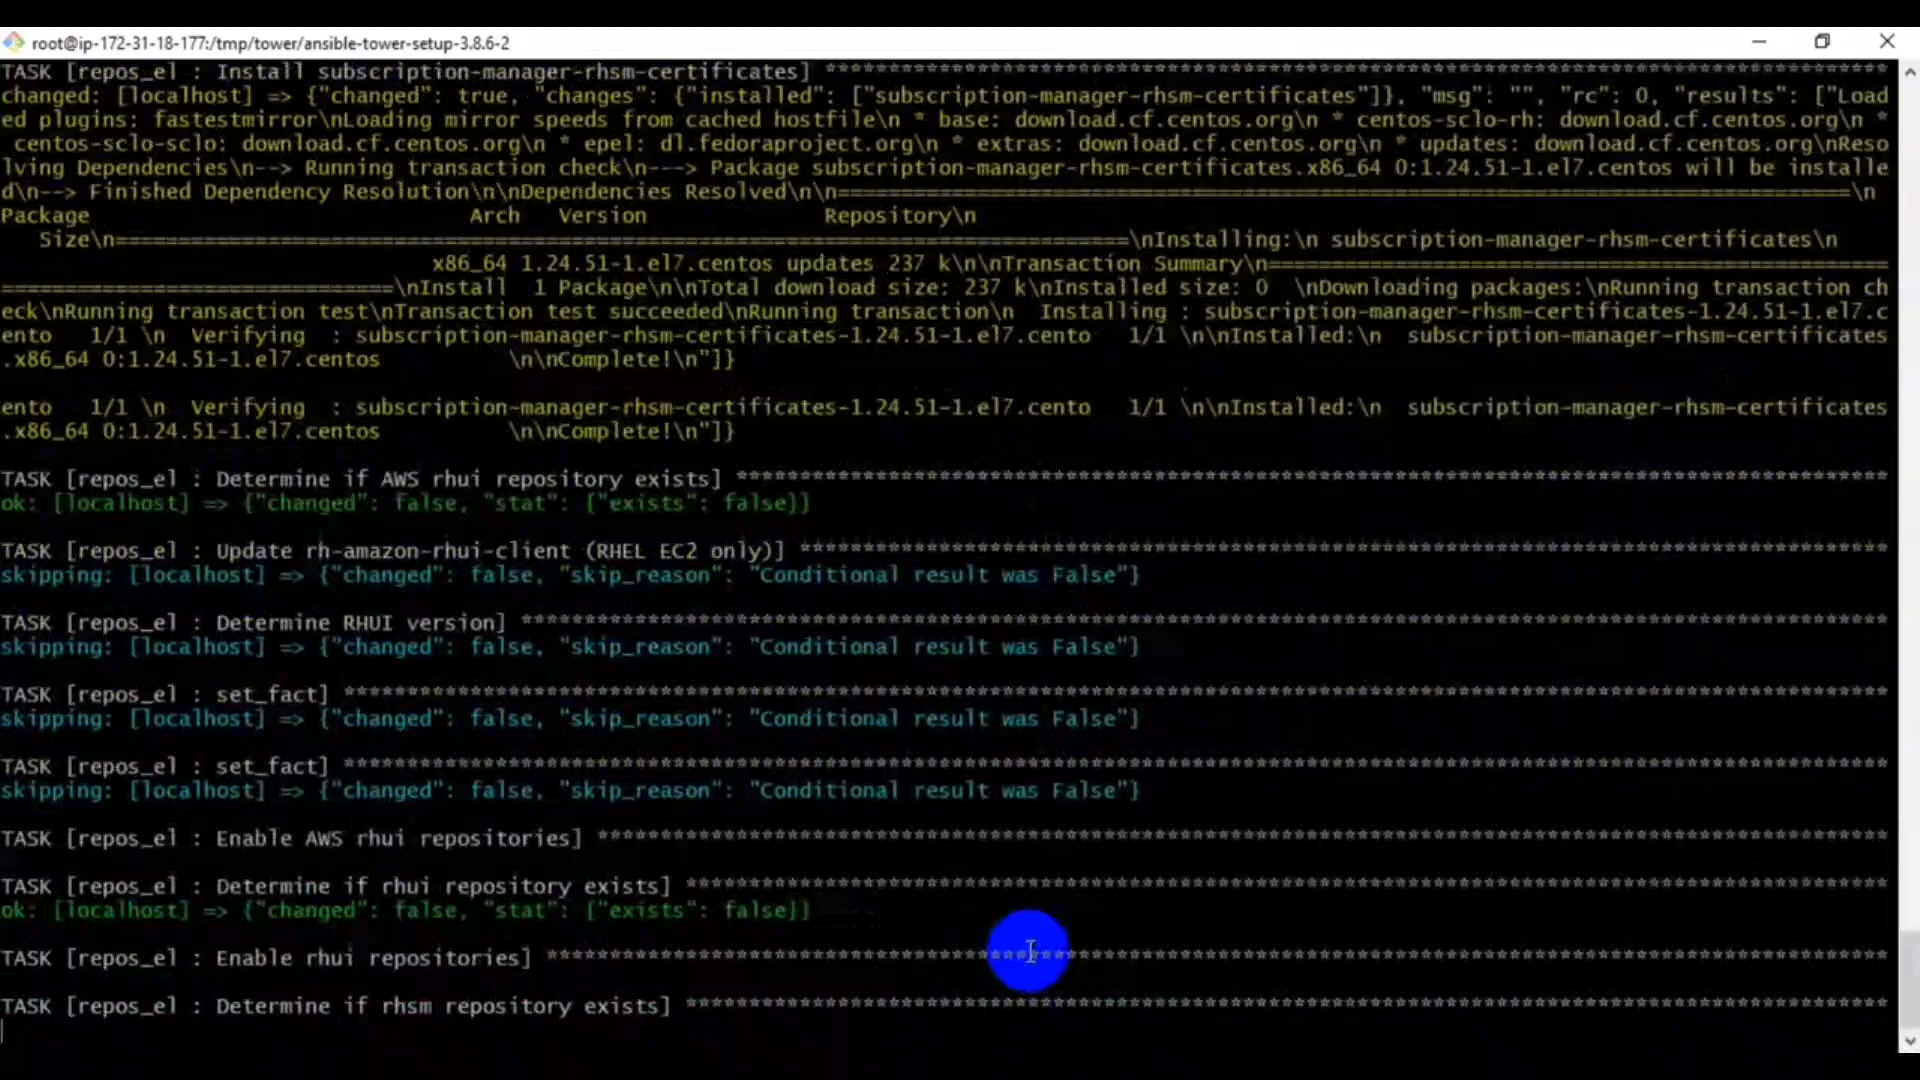 root@ip-172-31-18-177:/tmp/tower/ansible-tower-setup-3.8.6-2
TASK [repos_el : Install subscription-manager-rhsm-certificates] ***********************************************************************************
changed: [localhost] => {"changed": true, "changes": {"installed": ["subscription-manager-rhsm-certificates"]}, "msg": "", "rc": 0, "results": ["Load
ed plugins: fastestmirror\nLoading mirror speeds from cached hostfile\n * base: download.cf.centos.org\n * centos-sclo-rh: download.cf.centos.org\n *
centos-sclo-sclo: download.cf.centos.org\n * epel: dl.fedoraproject.org\n * extras: download.cf.centos.org\n * updates: download.cf.centos.org\nReso
lving Dependencies\n--> Running transaction check\n---> Package subscription-manager-rhsm-certificates.x86_64 0:1.24.51-1.el7.centos will be installe
d\n--> Finished Dependency Resolution\n\nDependencies Resolved\n\n================================================================================\n
Package                              Arch   Version              Repository\n
   Size\n================================================================================\nInstalling:\n subscription-manager-rhsm-certificates\n
                                  x86_64 1.24.51-1.el7.centos updates 237 k\n\nTransaction Summary\n=================================================
===============================\nInstall  1 Package\n\nTotal download size: 237 k\nInstalled size: 0  \nDownloading packages:\nRunning transaction ch
eck\nRunning transaction test\nTransaction test succeeded\nRunning transaction\n  Installing : subscription-manager-rhsm-certificates-1.24.51-1.el7.c
ento   1/1 \n  Verifying  : subscription-manager-rhsm-certificates-1.24.51-1.el7.cento   1/1 \n\nInstalled:\n  subscription-manager-rhsm-certificates
.x86_64 0:1.24.51-1.el7.centos          \n\nComplete!\n"]}
ento   1/1 \n  Verifying  : subscription-manager-rhsm-certificates-1.24.51-1.el7.cento   1/1 \n\nInstalled:\n  subscription-manager-rhsm-certificates
.x86_64 0:1.24.51-1.el7.centos          \n\nComplete!\n"]}
TASK [repos_el : Determine if AWS rhui repository exists] ******************************************************************************************
ok: [localhost] => {"changed": false, "stat": {"exists": false}}
TASK [repos_el : Update rh-amazon-rhui-client (RHEL EC2 only)] *************************************************************************************
skipping: [localhost] => {"changed": false, "skip_reason": "Conditional result was False"}
TASK [repos_el : Determine RHUI version] ***********************************************************************************************************
skipping: [localhost] => {"changed": false, "skip_reason": "Conditional result was False"}
TASK [repos_el : set_fact] *************************************************************************************************************************
skipping: [localhost] => {"changed": false, "skip_reason": "Conditional result was False"}
TASK [repos_el : set_fact] *************************************************************************************************************************
skipping: [localhost] => {"changed": false, "skip_reason": "Conditional result was False"}
TASK [repos_el : Enable AWS rhui repositories] *****************************************************************************************************
TASK [repos_el : Determine if rhui repository exists] **********************************************************************************************
ok: [localhost] => {"changed": false, "stat": {"exists": false}}
TASK [repos_el : Enable rhui repositories] *********************************************************************************************************
TASK [repos_el : Determine if rhsm repository exists] **********************************************************************************************